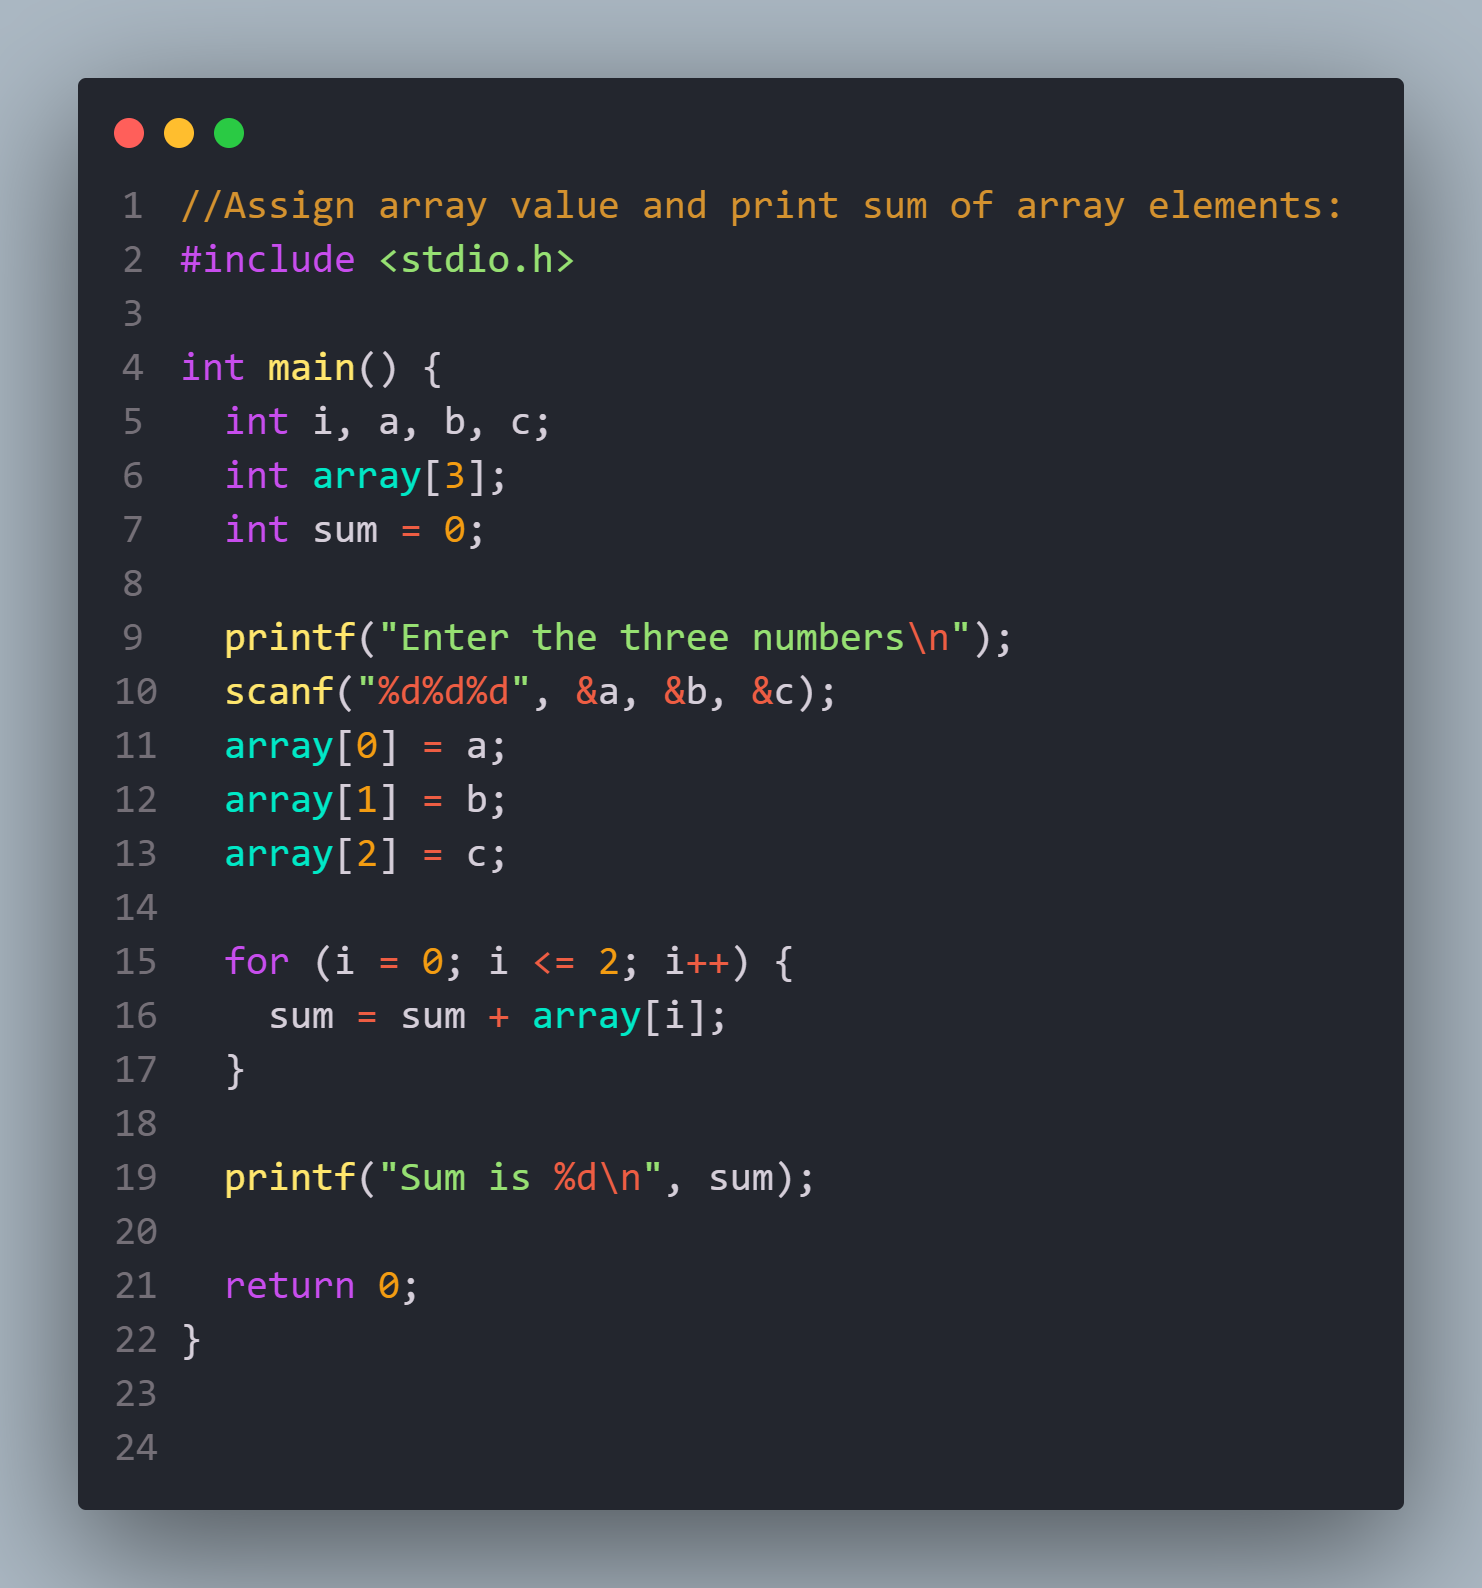 1 //Assign array value and print sum of array elements:
2 #include <stdio.h>
3
4 int main() {
5   int i, a, b, c;
6   int array[3];
7   int sum = 0;
8
9   printf("Enter the three numbers\n");
10   scanf("%d%d%d", &a, &b, &c);
11   array[0] = a;
12   array[1] = b;
13   array[2] = c;
14
15   for (i = 0; i <= 2; i++) {
16     sum = sum + array[i];
17   }
18
19   printf("Sum is %d\n", sum);
20
21   return 0;
22 }
23
24